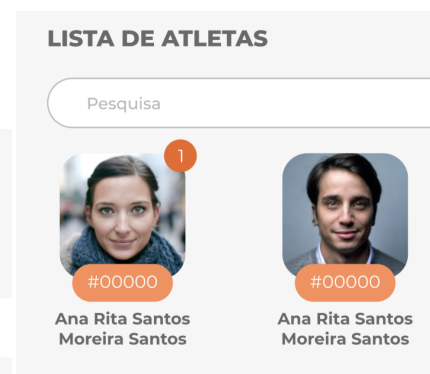 LISTA DE ATLETAS
Pesquisa
1
#00000
#00000
Ana Rita Santos
Moreira Santos
Ana Rita Santos
Moreira Santos